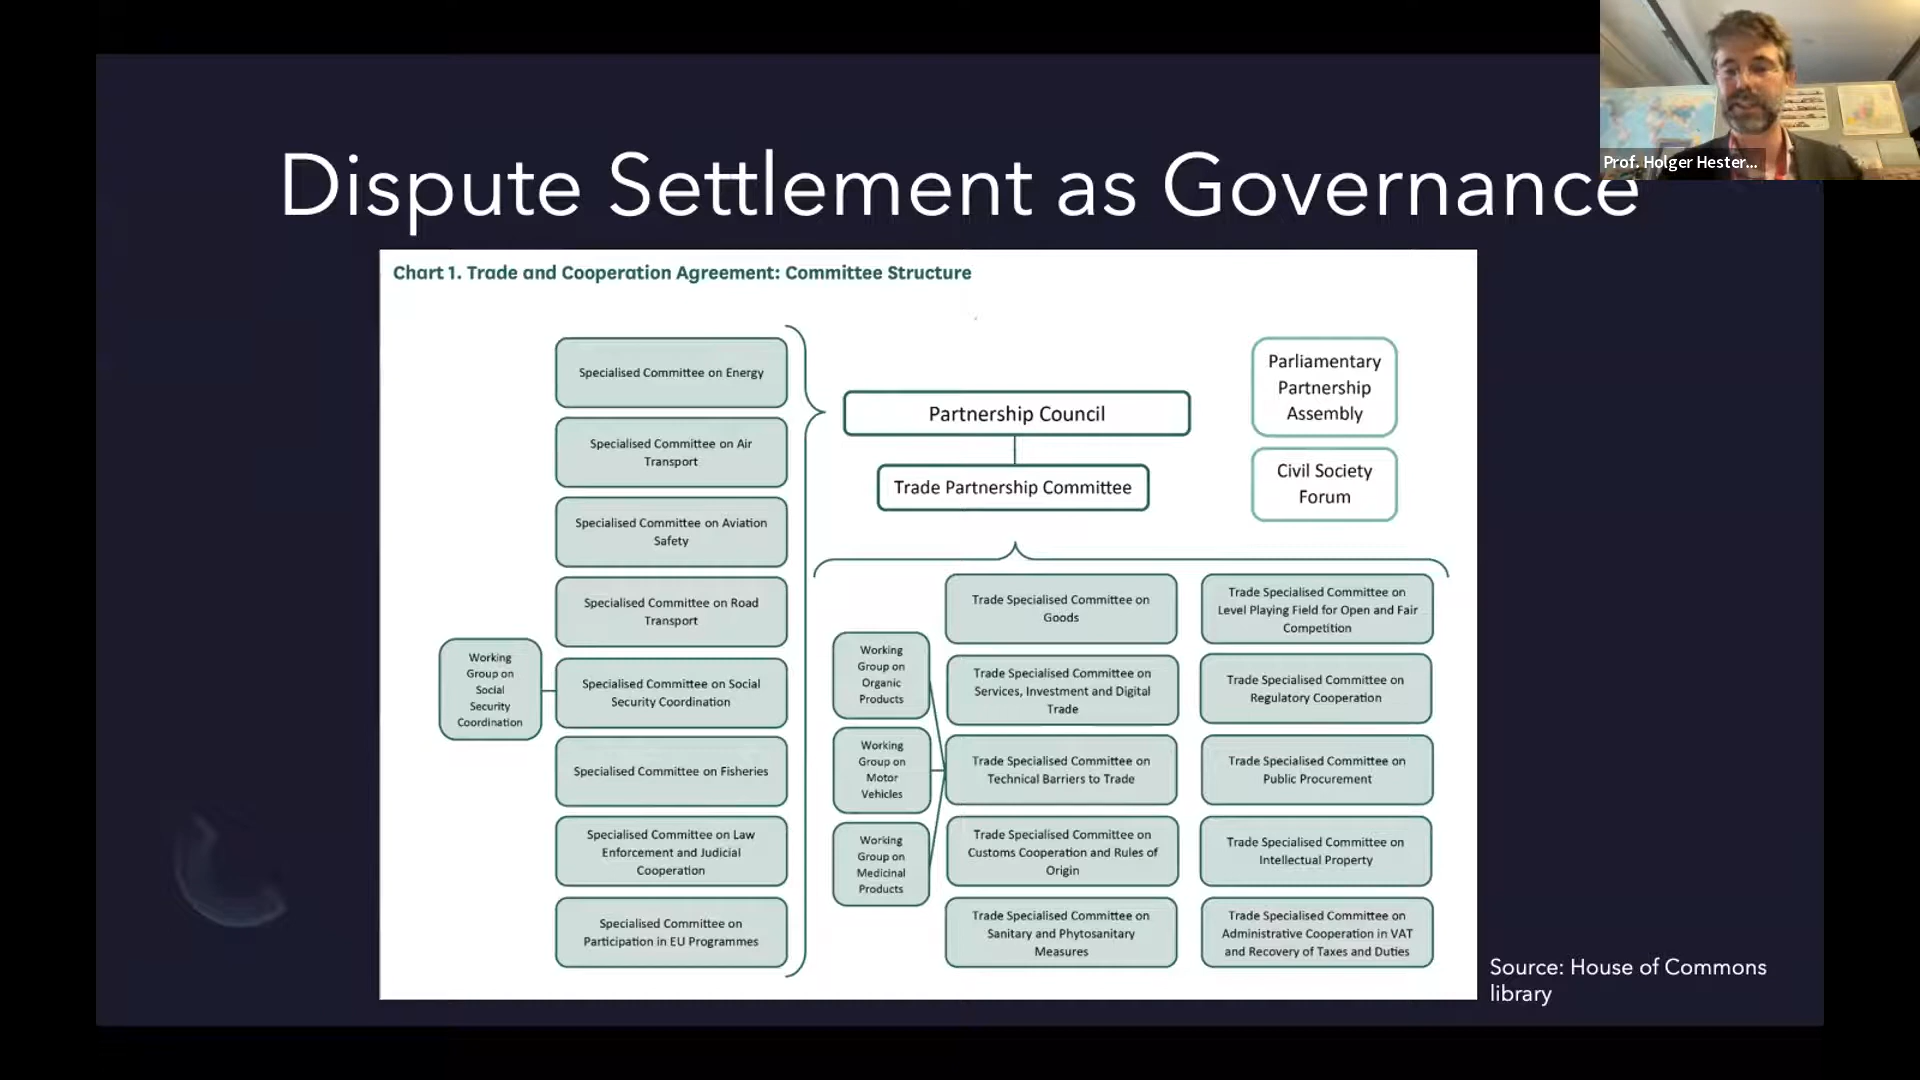 Prof. Holger Hester...
Dispute Settlement as Governance
Chart 1. Trade and Cooperation Agreement: Committee Structure
Specialised Committee on Energy
Specialised Committee on Air
Transport
Specialised Committee on Aviation
Safety
Specialised Committee on Road
Transport
Working
Group on
Social
Security
Coordination
Specialised Committee on Social
Security Coordination
Specialised Committee on Fisheries
Specialised Committee on Law
Enforcement and Judicial
Cooperation
Specialised Committee on
Participation in EU Programmes
Partnership Council
Trade Partnership Committee
Parliamentary
Partnership
Assembly
Civil Society
Forum
Working
Group on
Organic
Products
Working
Group on
Motor
Vehicles
Working
Group on
Medicinal
Products
Trade Specialised Committee on
Goods
Trade Specialised Committee on
Services, Investment and Digital
Trade
Trade Specialised Committee on
Technical Barriers to Trade
Trade Specialised Committee on
Customs Cooperation and Rules of
Origin
Trade Specialised Committee on
Sanitary and Phytosanitary
Measures
Trade Specialised Committee on
Level Playing Field for Open and Fair
Competition
Trade Specialised Committee on
Regulatory Cooperation
Trade Specialised Committee on
Public Procurement
Trade Specialised Committee on
Intellectual Property
Trade Specialised Committee on
Administrative Cooperation in VAT
and Recovery of Taxes and Duties
Source: House of Commons
library